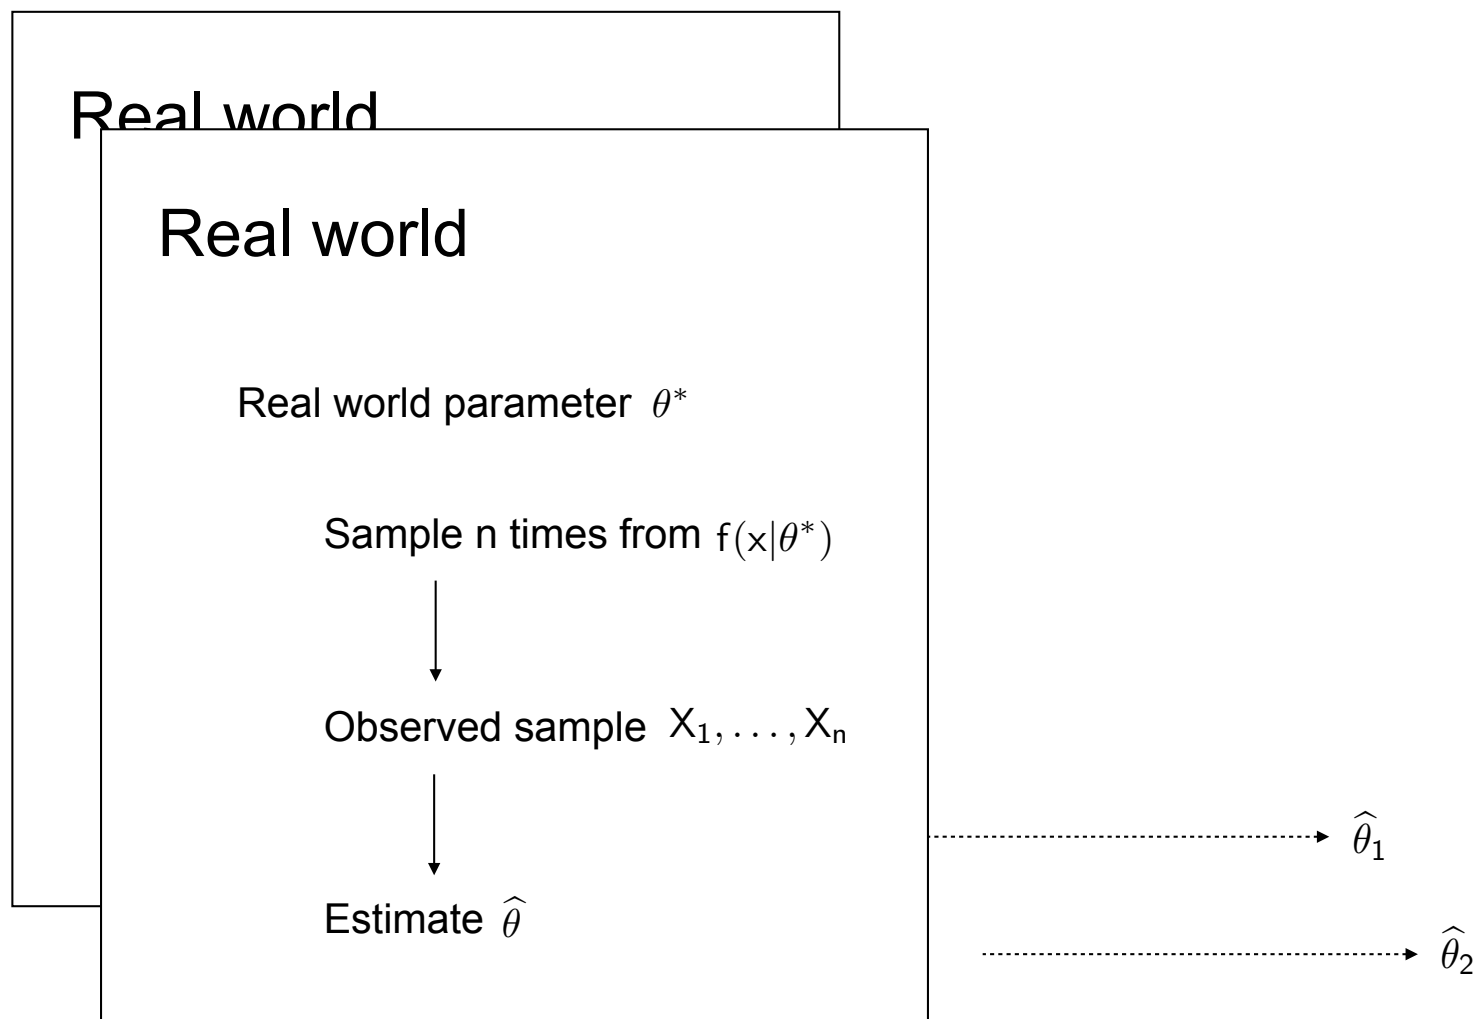 Real world
Real world
Real world parameter θ*
Sample n times from f(x|θ*)
Observed sample X₁, . . . , Xₙ
Estimate θ̂
θ̂₁
θ̂₂